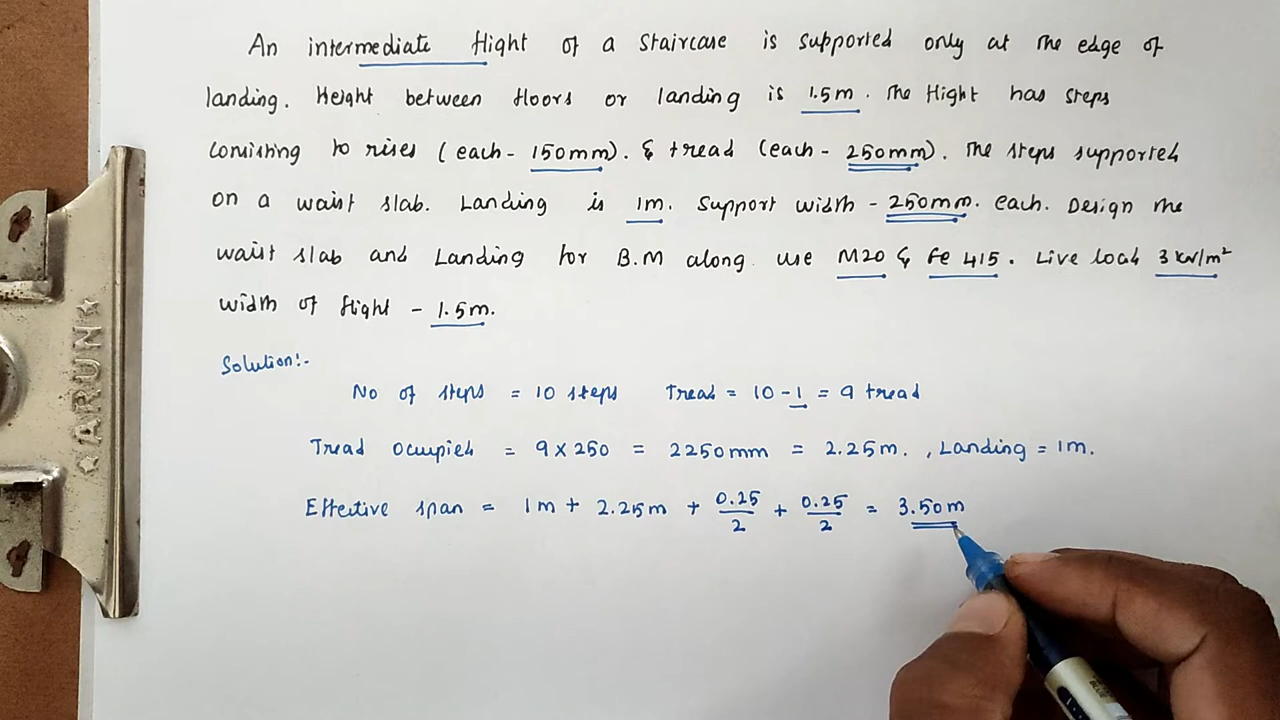 An intermediate flight of a staircase is supported only at the edge of
landing. Height between floors or landing is 1.5m. The flight has steps
consisting to rises (each - 150mm). & tread (each - 250mm). The steps supported
on a waist slab. Landing is 1m. Support width - 250mm. each. Design the
waist slab and Landing for B.M along use M20 & Fe 415. Live load 3 kN/m²
width of flight - 1.5m.
Solution:-
No of steps = 10 steps Tread = 10 - 1 = 9 tread
Tread ocupied = 9 x 250 = 2250mm = 2.25m. , Landing = 1m.
Effective span = 1m + 2.25m + 0.25/2 + 0.25/2 = 3.50m
ARUN